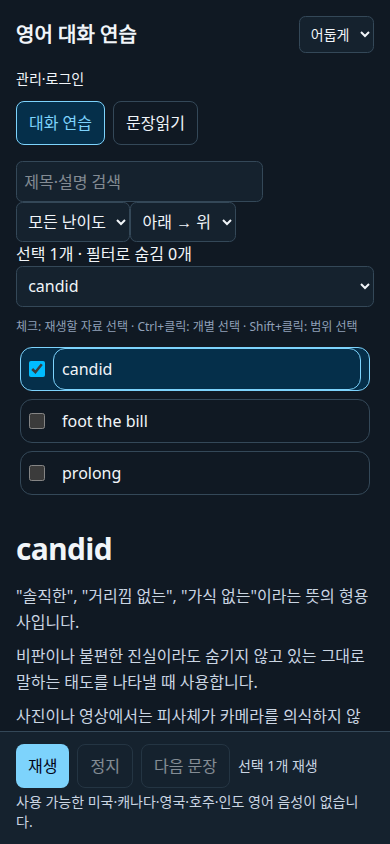 영어 대화 연습
어둡게
관리·로그인
대화 연습
문장읽기
제목·설명 검색
모든 난이도
아래 → 위
선택 1개 · 필터로 숨김 0개
candid
체크: 재생할 자료 선택 · Ctrl+클릭: 개별 선택 · Shift+클릭: 범위 선택
candid
foot the bill
prolong
candid
"솔직한", "거리낌 없는", "가식 없는"이라는 뜻의 형용
사입니다.
비판이나 불편한 진실이라도 숨기지 않고 있는 그대로
말하는 태도를 나타낼 때 사용합니다.
사진이나 영상에서는 피사체가 카메라를 의식하지 않
재생
정지
다음 문장
선택 1개 재생
사용 가능한 미국·캐나다·영국·호주·인도 영어 음성이 없습니
다.